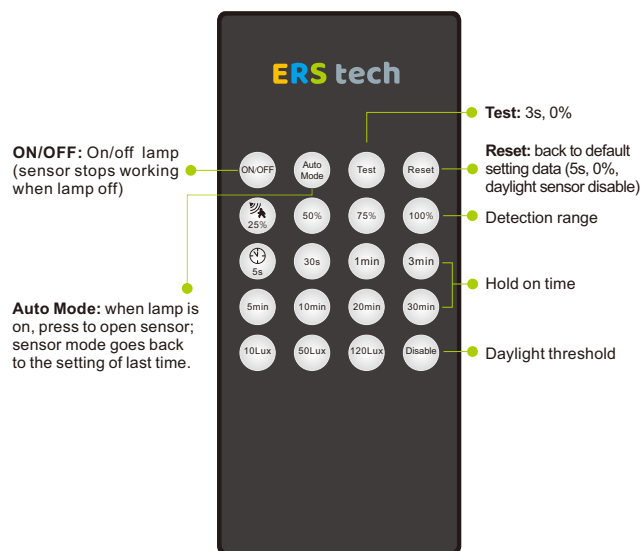 ERS tech
Test: 3s, 0%
ON/OFF: On/off lamp
(sensor stops working
when lamp off)
ON/OFF
Auto
Mode
Test
Reset
Reset: back to default
setting data (5s, 0%,
daylight sensor disable)
25%
50%
75%
100%
Detection range
5s
30s
1min
3min
Hold on time
Auto Mode: when lamp is
on, press to open sensor;
sensor mode goes back
to the setting of last time.
5min
10min
20min
30min
10Lux
50Lux
120Lux
Disable
Daylight threshold